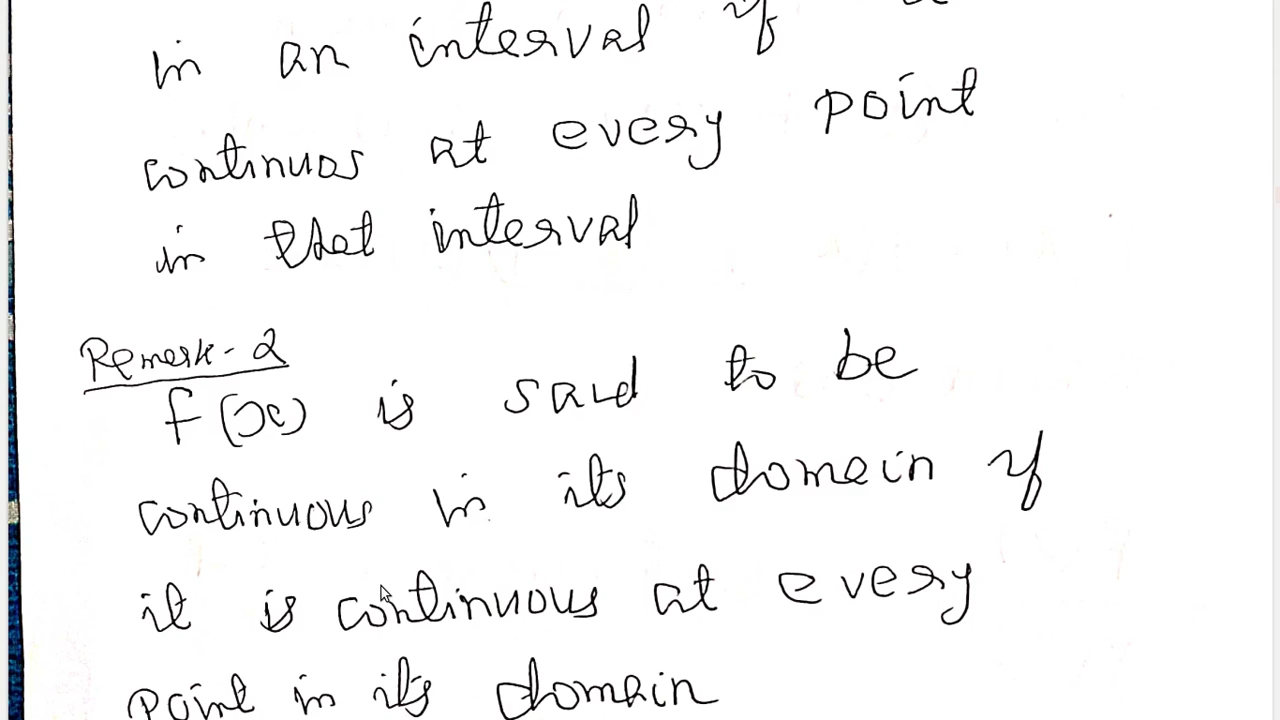 in an interval if
continuos at every point
in that interval
Remark-2
f(x) is said to be
continuous in its domain if
it is continuous at every
point in its domain